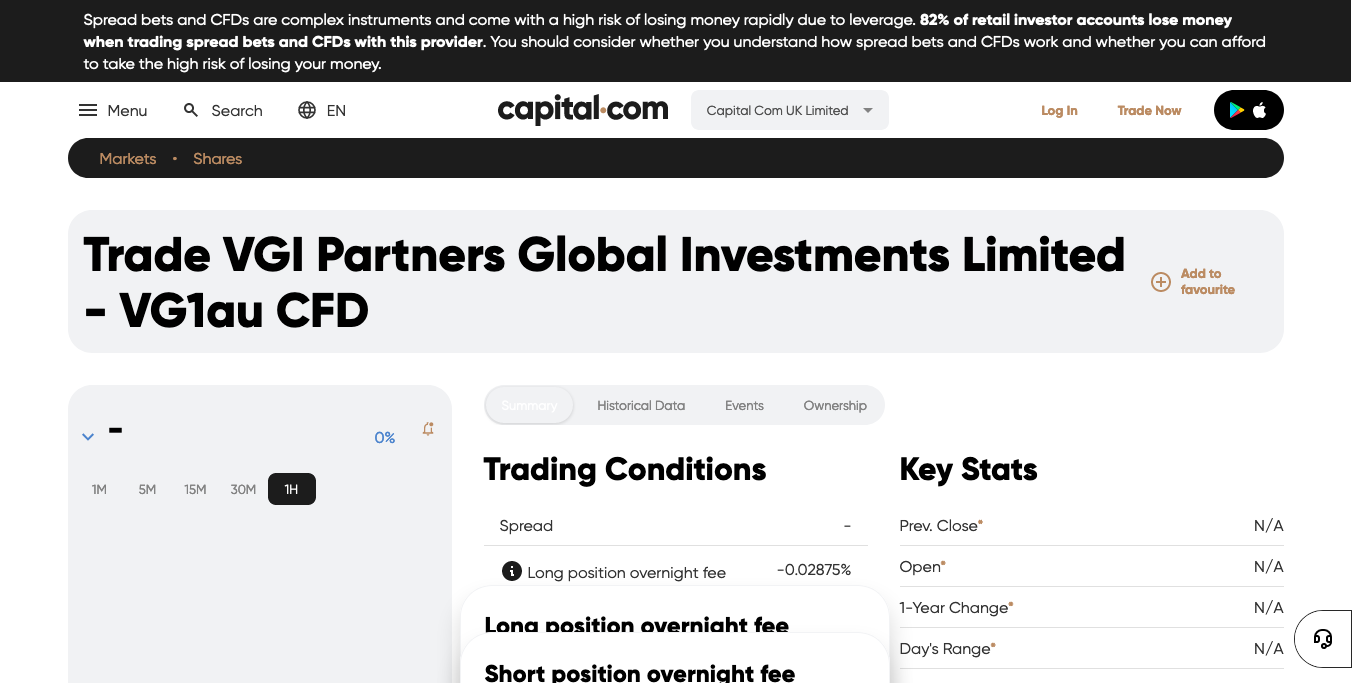 Spread bets and CFDs are complex instruments and come with a high risk of losing money rapidly due to leverage. 82% of retail investor accounts lose money
when trading spread bets and CFDs with this provider. You should consider whether you understand how spread bets and CFDs work and whether you can afford
to take the high risk of losing your money.
Menu
Search
EN
capital.com
Capital Com UK Limited
Log In
Trade Now
Markets
Shares
Trade VGI Partners Global Investments Limited
- VG1au CFD
Add to
favourite
-
0%
1M
5M
15M
30M
1H
Summary
Historical Data
Events
Ownership
Trading Conditions
Spread
-
Long position overnight fee
-0.02875%
Long position overnight fee
Short position overnight fee
Key Stats
Prev. Close*
N/A
Open*
N/A
1-Year Change*
N/A
Day's Range*
N/A